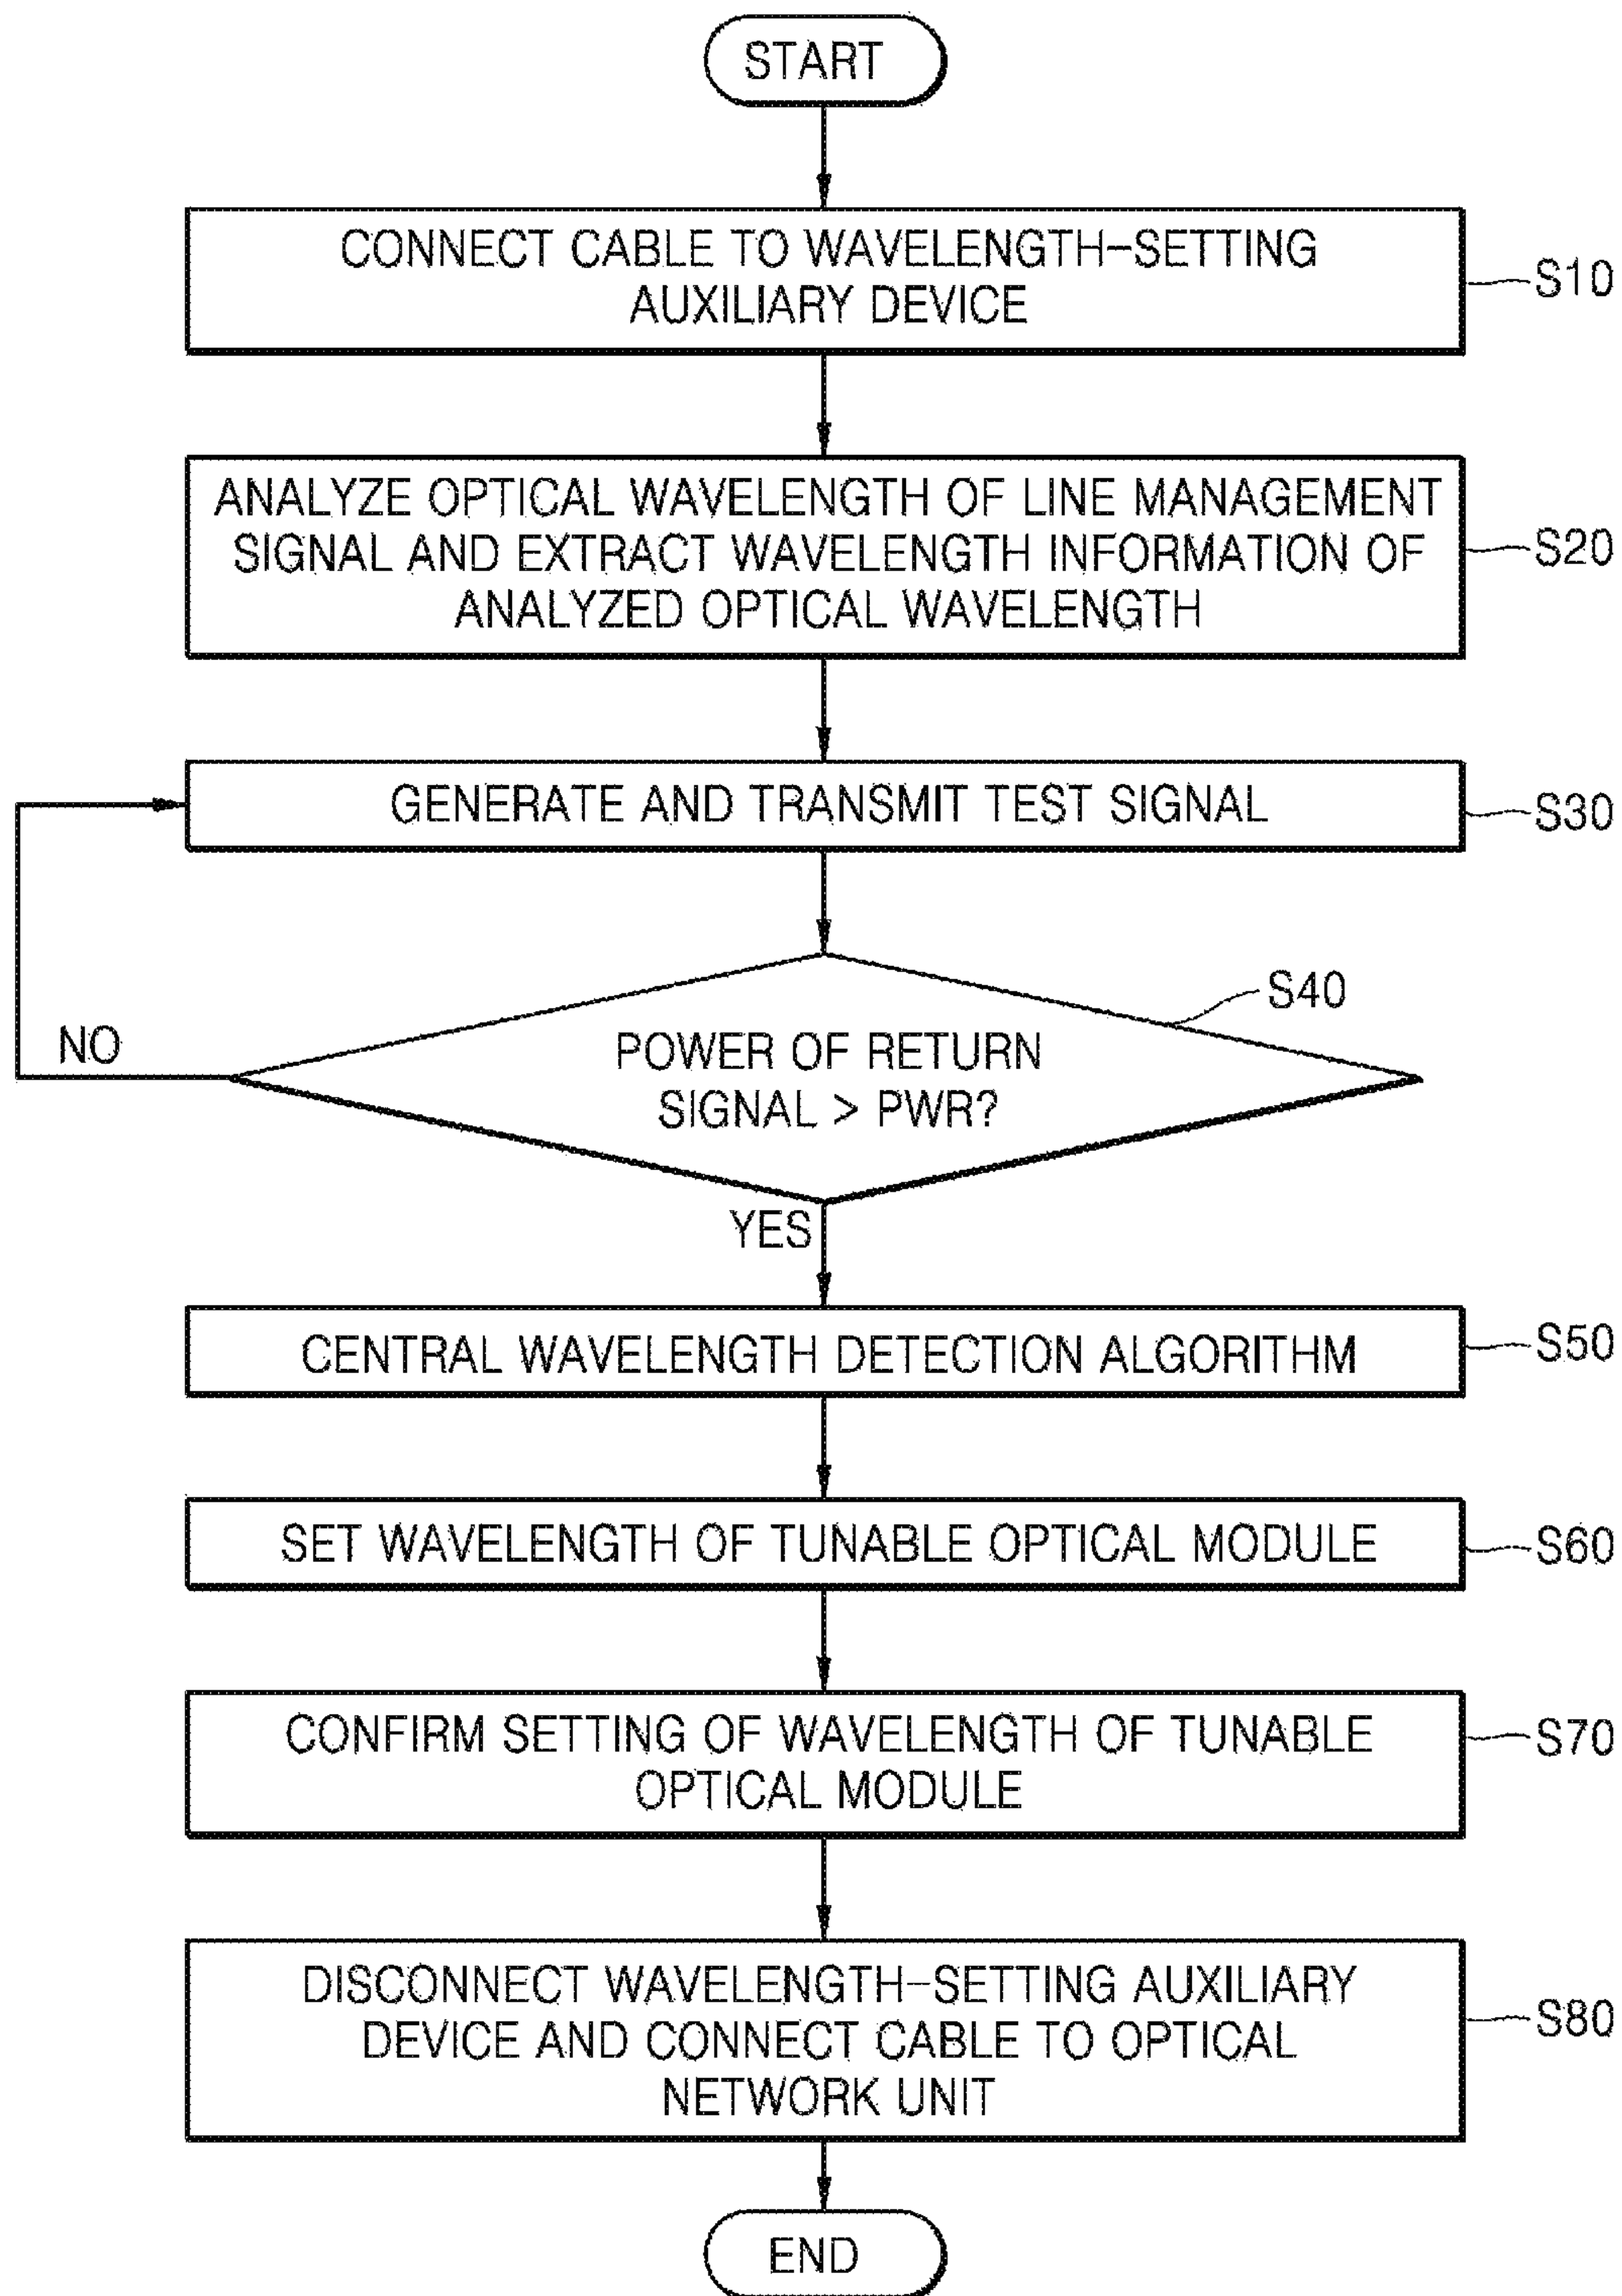 START
CONNECT CABLE TO WAVELENGTH-SETTING
AUXILIARY DEVICE
S10
ANALYZE OPTICAL WAVELENGTH OF LINE MANAGEMENT
SIGNAL AND EXTRACT WAVELENGTH INFORMATION OF
ANALYZED OPTICAL WAVELENGTH
S20
GENERATE AND TRANSMIT TEST SIGNAL
S30
S40
NO
POWER OF RETURN
SIGNAL > PWR?
YES
CENTRAL WAVELENGTH DETECTION ALGORITHM
S50
SET WAVELENGTH OF TUNABLE OPTICAL MODULE
S60
CONFIRM SETTING OF WAVELENGTH OF TUNABLE
OPTICAL MODULE
S70
DISCONNECT WAVELENGTH-SETTING AUXILIARY
DEVICE AND CONNECT CABLE TO OPTICAL
NETWORK UNIT
S80
END